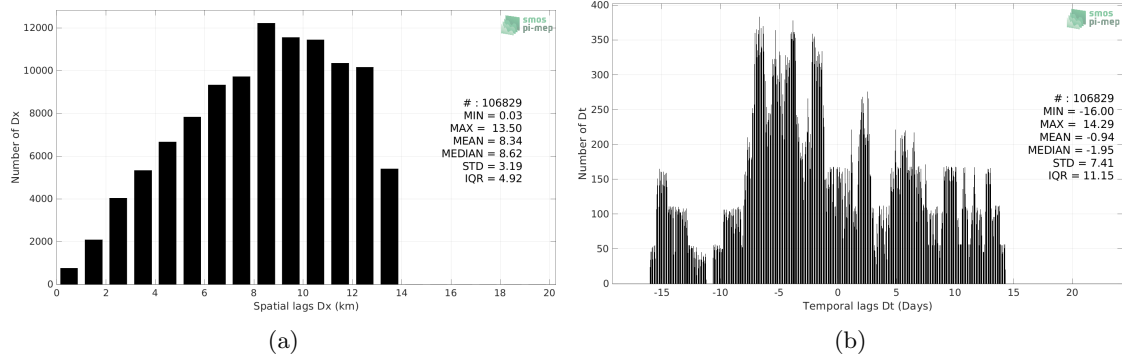 smos
pi-mep
12000
10000
8000
6000
4000
2000
0
Number of Dx
# : 106829
MIN = 0.03
MAX = 13.50
MEAN = 8.34
MEDIAN = 8.62
STD = 3.19
IQR = 4.92
0 2 4 6 8 10 12 14 16 18 20
Spatial lags Dx (km)
(a)
smos
pi-mep
400
350
300
250
200
150
100
50
0
Number of Dt
# : 106829
MIN = -16.00
MAX = 14.29
MEAN = -0.94
MEDIAN = -1.95
STD = 7.41
IQR = 11.15
-15 -10 -5 0 5 10 15 20
Temporal lags Dt (Days)
(b)